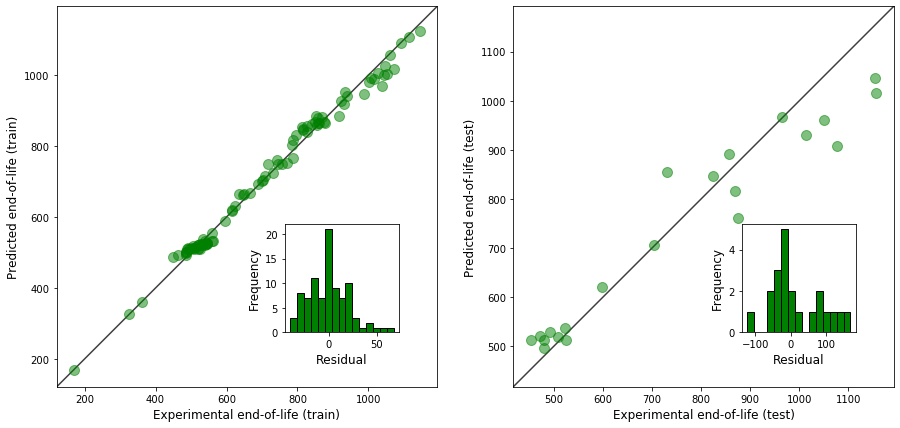 Predicted end-of-life (train)
1000
800
600
400
200
200 400 600 800 1000
Experimental end-of-life (train)
Frequency
20
15
10
5
0
0 50
Residual
Predicted end-of-life (test)
1100
1000
900
800
700
600
500
500 600 700 800 900 1000 1100
Experimental end-of-life (test)
Frequency
4
2
0
-100 0 100
Residual